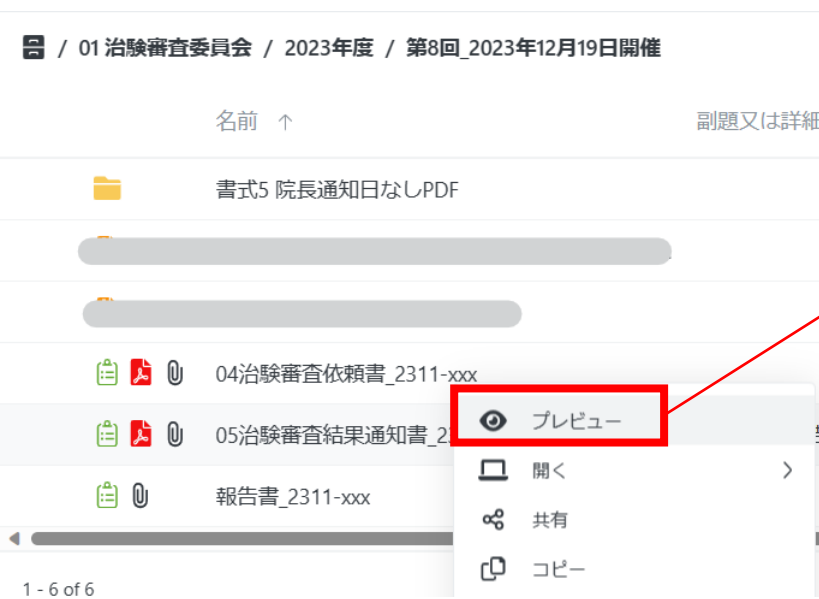 / 01 治験審査委員会 / 2023年度 / 第8回_2023年12月19日開催
名前 ↑ 副題又は詳細
書式5 院長通知日なしPDF
04治験審査依頼書_2311-xxx
プレビュー
05治験審査結果通知書_2
開く
報告書_2311-xxx
共有
コピー
1 - 6 of 6